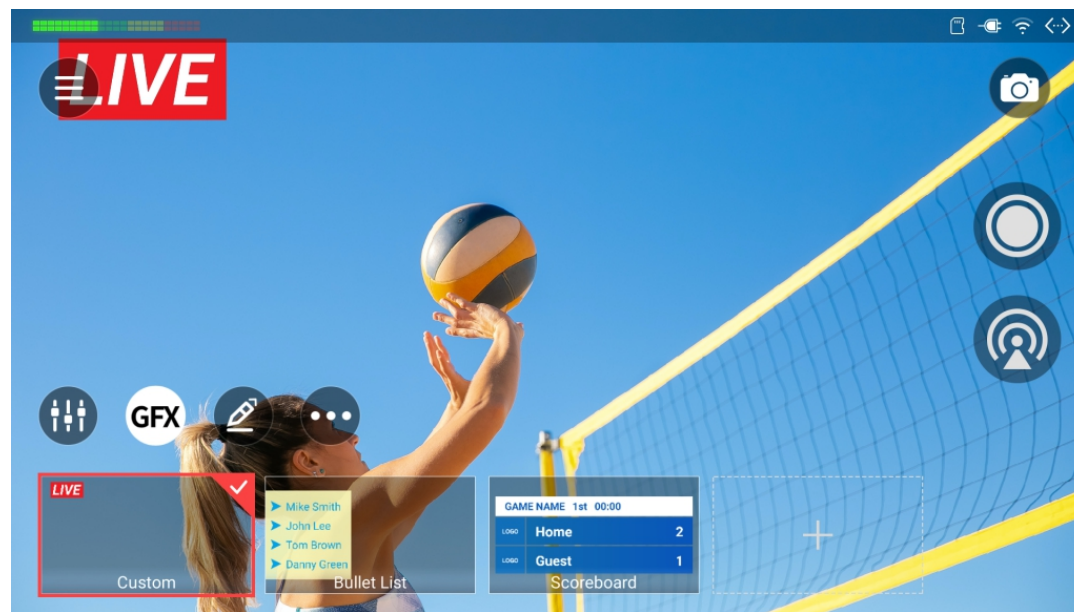 LIVE
GFX
LIVE
Custom
Mike Smith
John Lee
Tom Brown
Danny Green
Bullet List
GAME NAME 1st 00:00
LOGO Home 2
LOGO Guest 1
Scoreboard